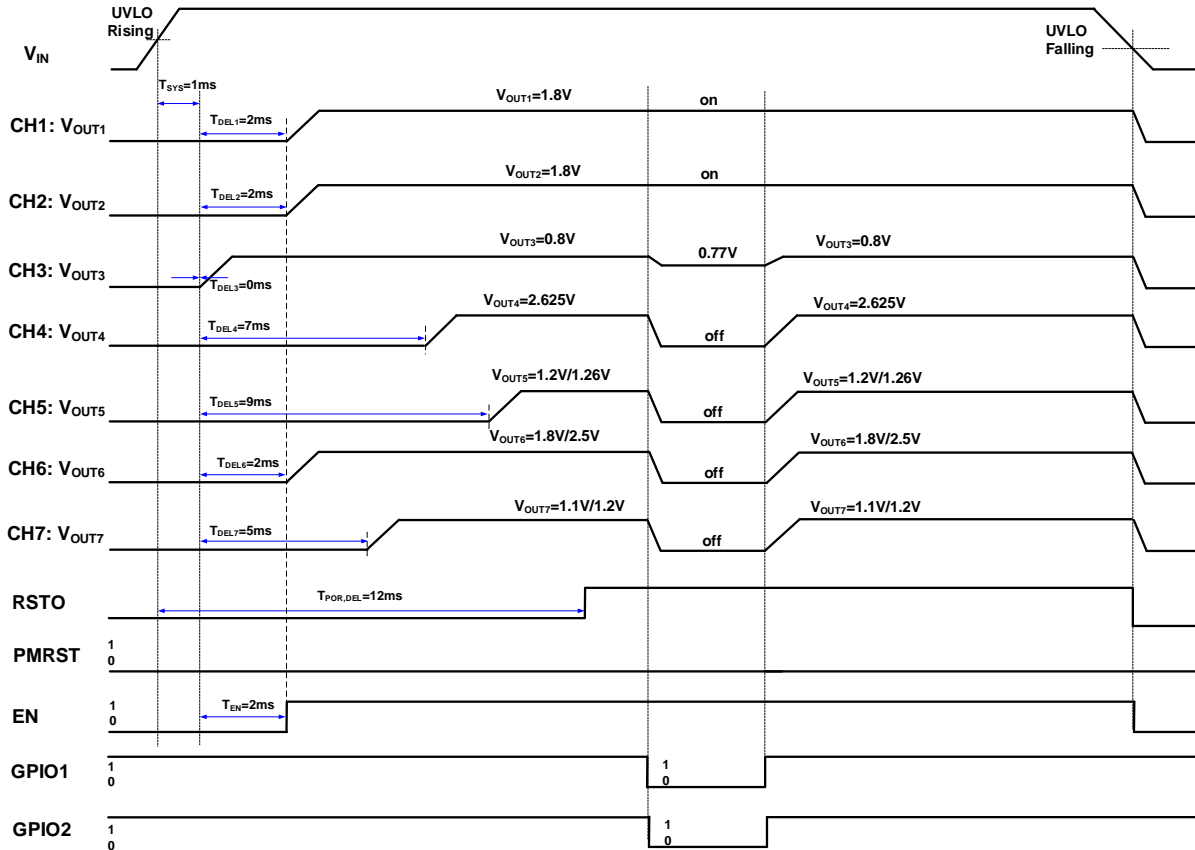 UVLO
Rising
UVLO
Falling
VIN
TSYS=1ms
VOUT1=1.8V
on
CH1: VOUT1
TDEL1=2ms
VOUT2=1.8V
on
CH2: VOUT2
TDEL2=2ms
VOUT3=0.8V
0.77V
VOUT3=0.8V
CH3: VOUT3
TDEL3=0ms
VOUT4=2.625V
VOUT4=2.625V
CH4: VOUT4
TDEL4=7ms
off
VOUT5=1.2V/1.26V
VOUT5=1.2V/1.26V
CH5: VOUT5
TDEL5=9ms
off
VOUT6=1.8V/2.5V
VOUT6=1.8V/2.5V
CH6: VOUT6
TDEL6=2ms
off
VOUT7=1.1V/1.2V
VOUT7=1.1V/1.2V
CH7: VOUT7
TDEL7=5ms
off
RSTO
TPOR,DEL=12ms
PMRST
1
0
EN
1
0
TEN=2ms
GPIO1
1
0
1
0
GPIO2
1
0
1
0